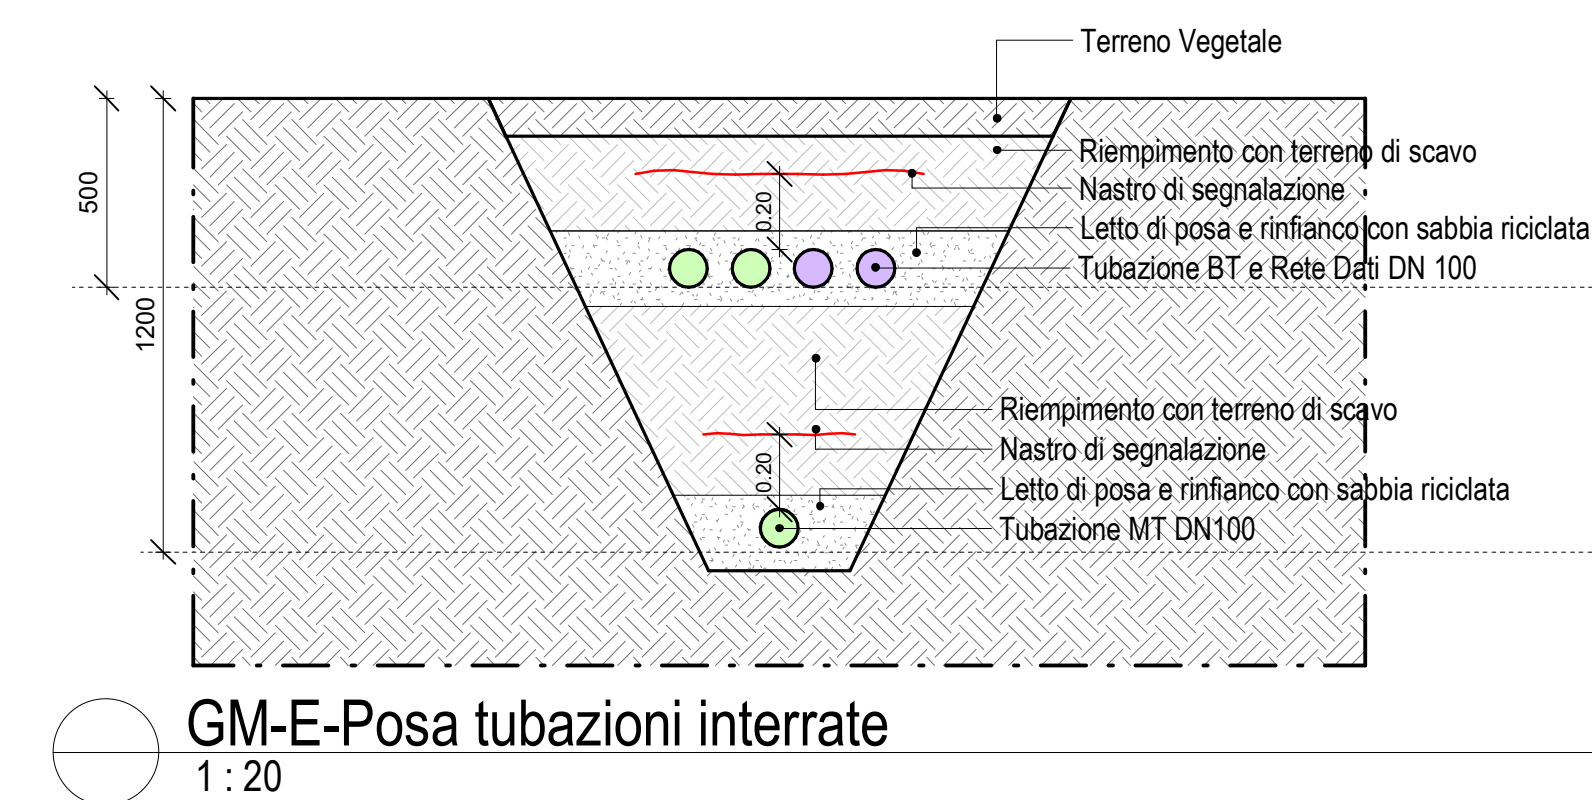 Terreno Vegetale
Riempimento con terreno di scavo
Nastro di segnalazione
Letto di posa e rinfianco con sabbia riciclata
Tubazione BT e Rete Dati DN 100
500
1200
0.20
Riempimento con terreno di scavo
Nastro di segnalazione
Letto di posa e rinfianco con sabbia riciclata
Tubazione MT DN100
0.20
GM-E-Posa tubazioni interrate
1 : 20